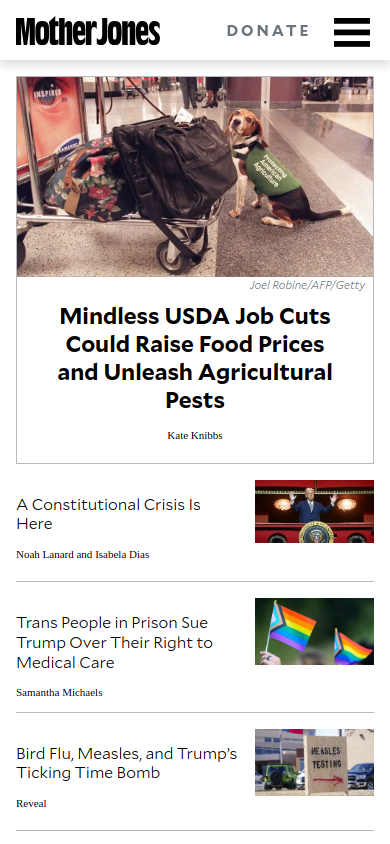 Mother Jones
DONATE
INSPIRED
Protecting
American
Agriculture
Joel Robine/AFP/Getty
Mindless USDA Job Cuts
Could Raise Food Prices
and Unleash Agricultural
Pests
Kate Knibbs
A Constitutional Crisis Is
Here
Noah Lanard and Isabela Dias
Trans People in Prison Sue
Trump Over Their Right to
Medical Care
Samantha Michaels
Bird Flu, Measles, and Trump’s
Ticking Time Bomb
Reveal
MEASLES
TESTING